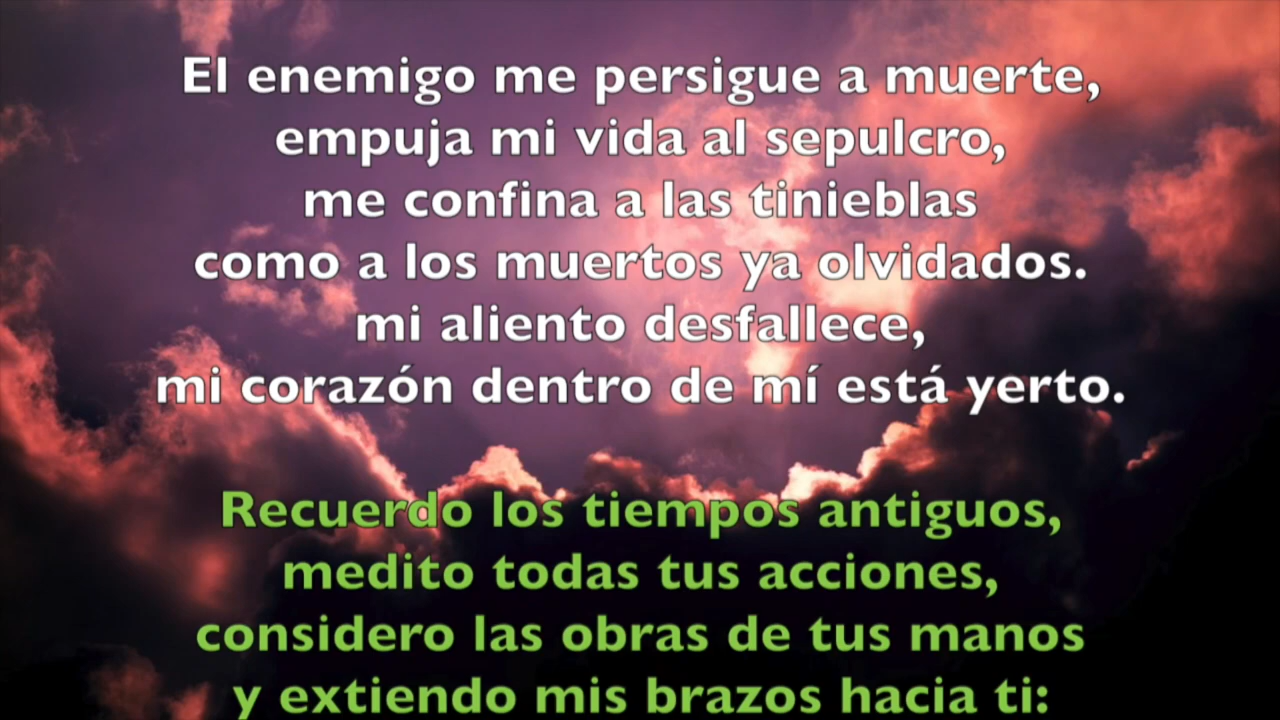 El enemigo me persigue a muerte,
empuja mi vida al sepulcro,
me confina a las tinieblas
como a los muertos ya olvidados.
mi aliento desfallece,
mi corazón dentro de mí está yerto.
Recuerdo los tiempos antiguos,
medito todas tus acciones,
considero las obras de tus manos
y extiendo mis brazos hacia ti: